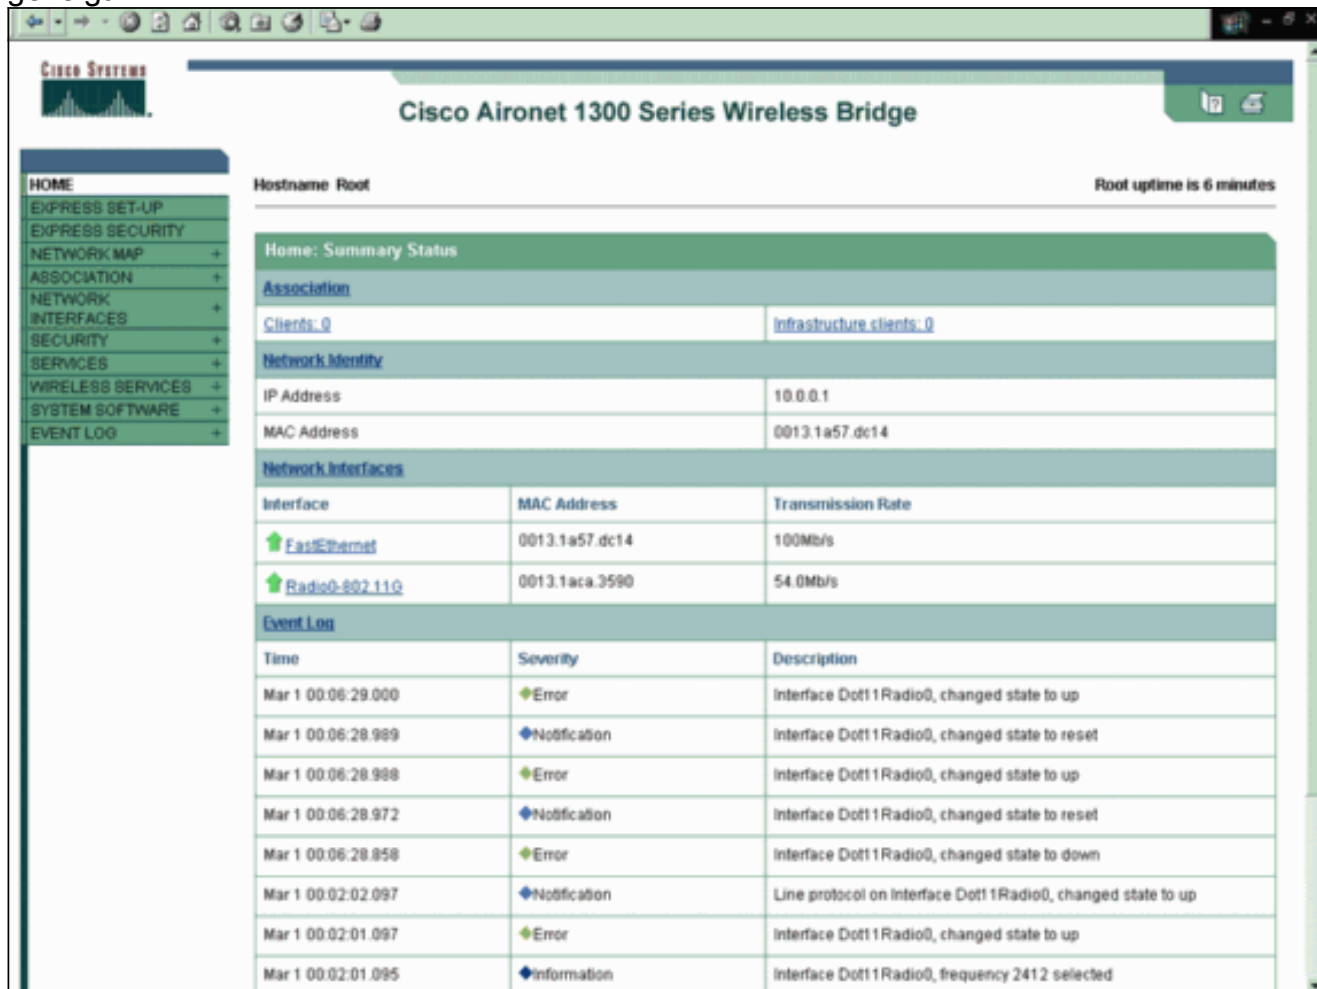 CISCO SYSTEMS
Cisco Aironet 1300 Series Wireless Bridge
HOME
EXPRESS SET-UP
EXPRESS SECURITY
NETWORK MAP +
ASSOCIATION +
NETWORK INTERFACES +
SECURITY +
SERVICES +
WIRELESS SERVICES +
SYSTEM SOFTWARE +
EVENT LOG +
Hostname Root Root uptime is 6 minutes
Home: Summary Status
Association
Clients: 0 Infrastructure clients: 0
Network Identity
IP Address 10.0.0.1
MAC Address 0013.1a57.dc14
Network Interfaces
Interface MAC Address Transmission Rate
FastEthernet 0013.1a57.dc14 100Mb/s
Radio0-802.11G 0013.1aca.3590 54.0Mb/s
Event Log
Time Severity Description
Mar 1 00:06:29.000 Error Interface Dot11Radio0, changed state to up
Mar 1 00:06:28.989 Notification Interface Dot11Radio0, changed state to reset
Mar 1 00:06:28.988 Error Interface Dot11Radio0, changed state to up
Mar 1 00:06:28.972 Notification Interface Dot11Radio0, changed state to reset
Mar 1 00:06:28.858 Error Interface Dot11Radio0, changed state to down
Mar 1 00:02:02.097 Notification Line protocol on Interface Dot11Radio0, changed state to up
Mar 1 00:02:01.097 Error Interface Dot11Radio0, changed state to up
Mar 1 00:02:01.095 Information Interface Dot11Radio0, frequency 2412 selected